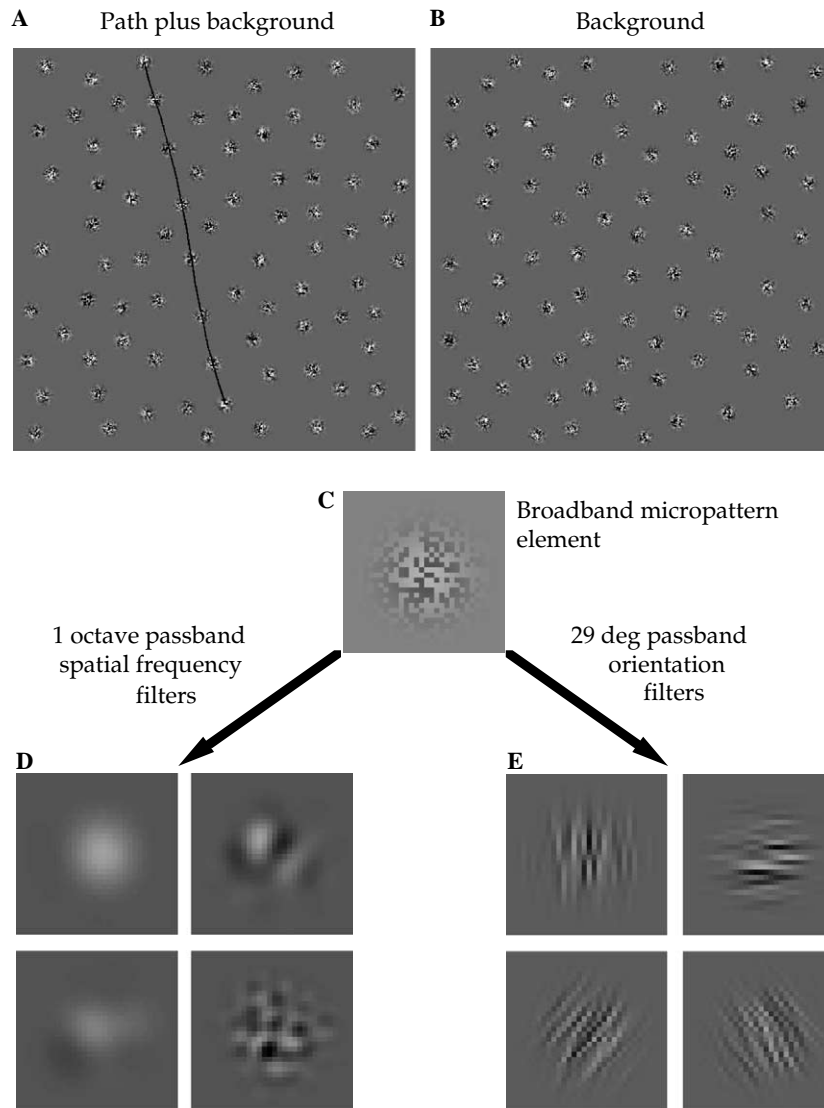 A
Path plus background
B
Background
C
Broadband micropattern
element
1 octave passband
spatial frequency
filters
29 deg passband
orientation
filters
D
E